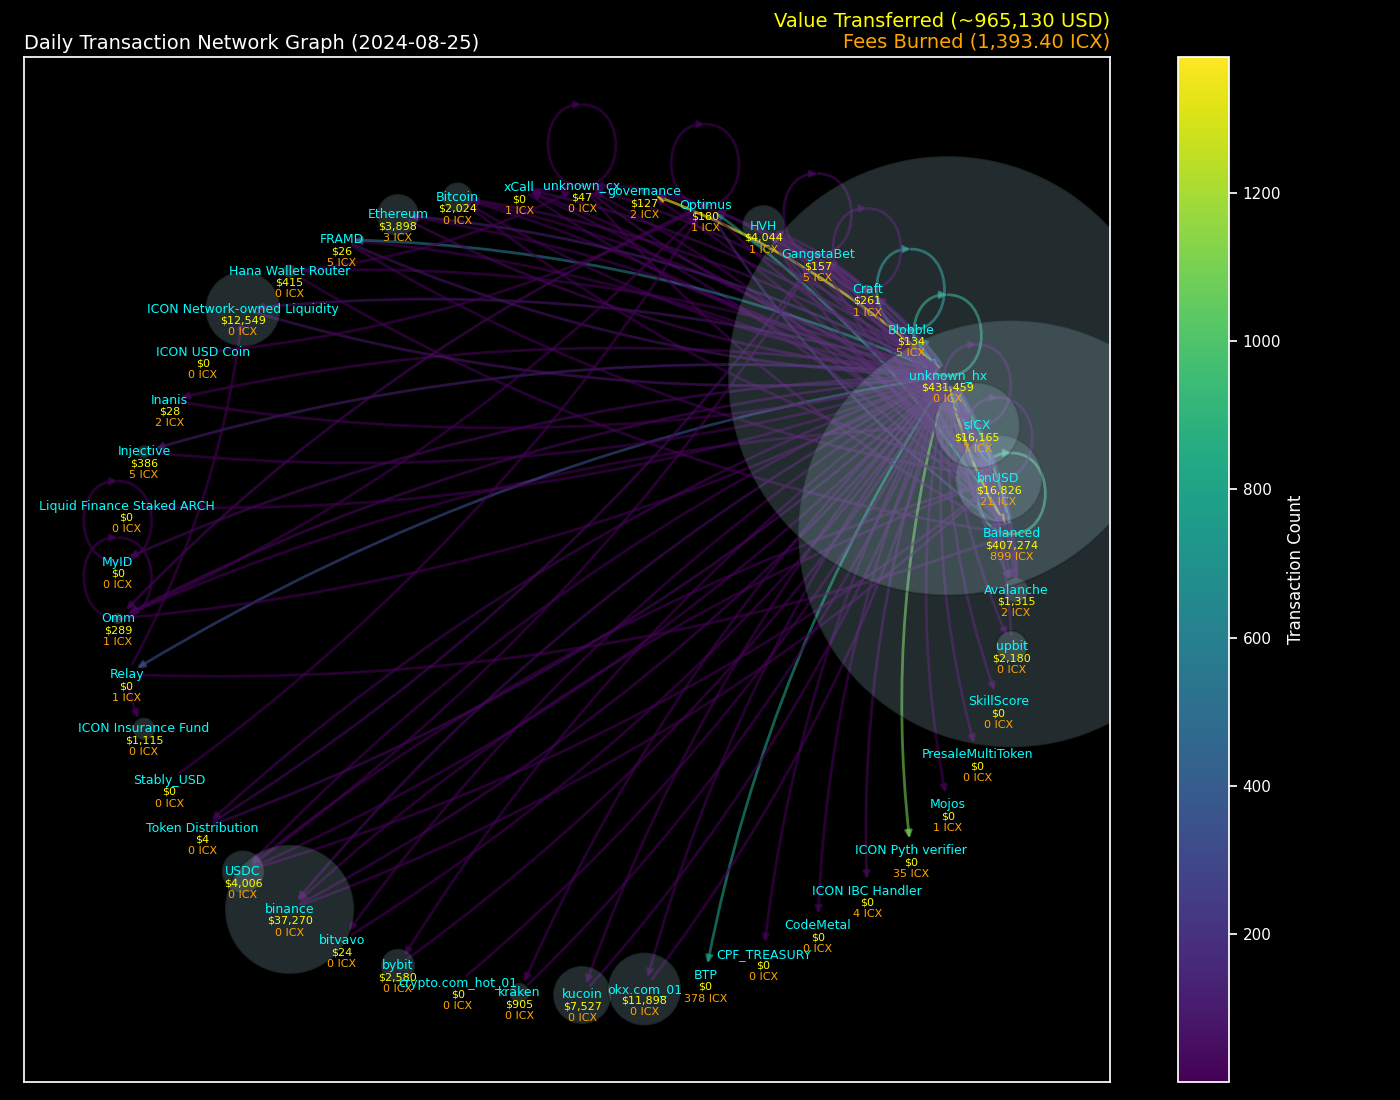 Value Transferred (~965,130 USD)
Daily Transaction Network Graph (2024-08-25)
Fees Burned (1,393.40 ICX)
xCall
$0
1 ICX
unknown_cx
$47
0 ICX
_governance
$127
2 ICX
Optimus
$180
1 ICX
Bitcoin
$2,024
0 ICX
Ethereum
$3,898
3 ICX
HVH
$4,044
1 ICX
FRAMD
$26
5 ICX
GangstaBet
$157
5 ICX
Hana Wallet Router
$415
0 ICX
Craft
$261
1 ICX
ICON Network-owned Liquidity
$12,549
0 ICX
Blobble
$134
5 ICX
ICON USD Coin
$0
0 ICX
unknown_hx
$431,459
0 ICX
Inanis
$28
2 ICX
sICX
$16,165
7 ICX
Injective
$386
5 ICX
bnUSD
$16,826
21 ICX
Liquid Finance Staked ARCH
$0
0 ICX
Balanced
$407,274
899 ICX
MyID
$0
0 ICX
Avalanche
$1,315
2 ICX
Omm
$289
1 ICX
upbit
$2,180
0 ICX
Relay
$0
1 ICX
SkillScore
$0
0 ICX
ICON Insurance Fund
$1,115
0 ICX
PresaleMultiToken
$0
0 ICX
Stably_USD
$0
0 ICX
Mojos
$0
1 ICX
Token Distribution
$4
0 ICX
ICON Pyth verifier
$0
35 ICX
USDC
$4,006
0 ICX
ICON IBC Handler
$0
4 ICX
binance
$37,270
0 ICX
CodeMetal
$0
0 ICX
bitvavo
$24
0 ICX
CPF_TREASURY
$0
0 ICX
bybit
$2,580
0 ICX
BTP
$0
378 ICX
crypto.com_hot_01
$0
0 ICX
kraken
$905
0 ICX
kucoin
$7,527
0 ICX
okx.com_01
$11,898
0 ICX
1200
1000
800
600
400
200
Transaction Count